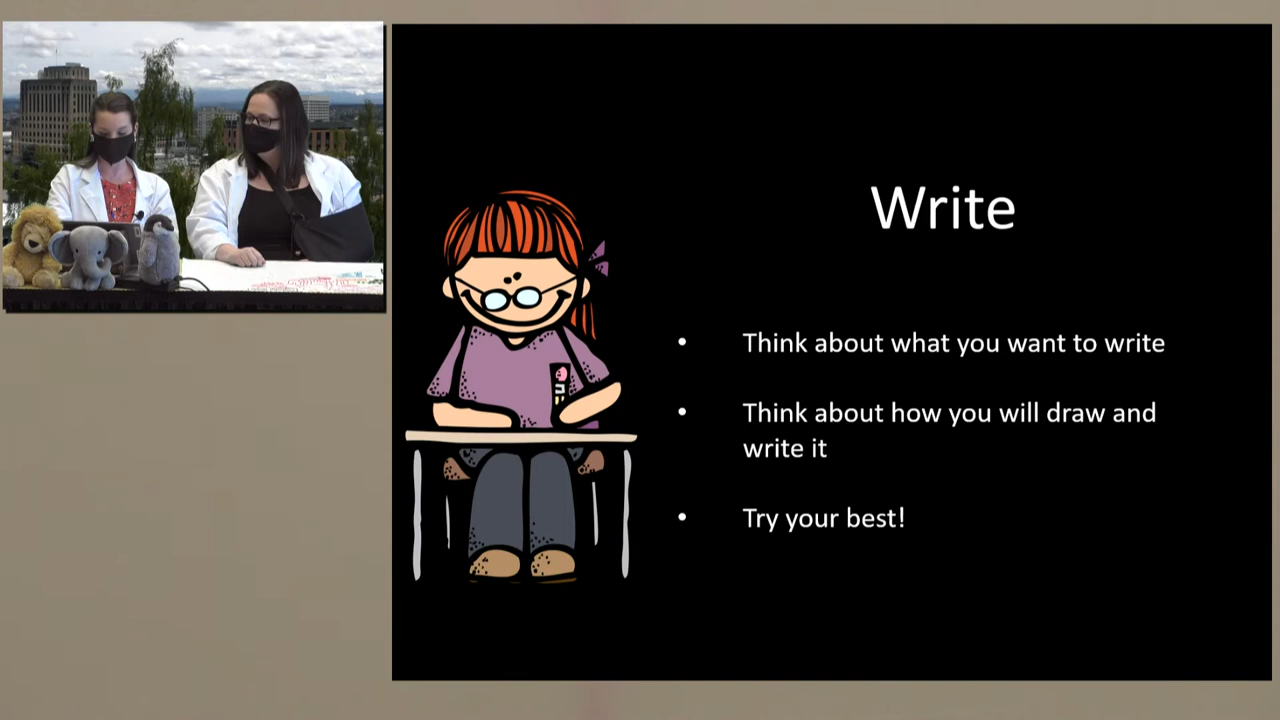 Write
• Think about what you want to write
• Think about how you will draw and
write it
• Try your best!